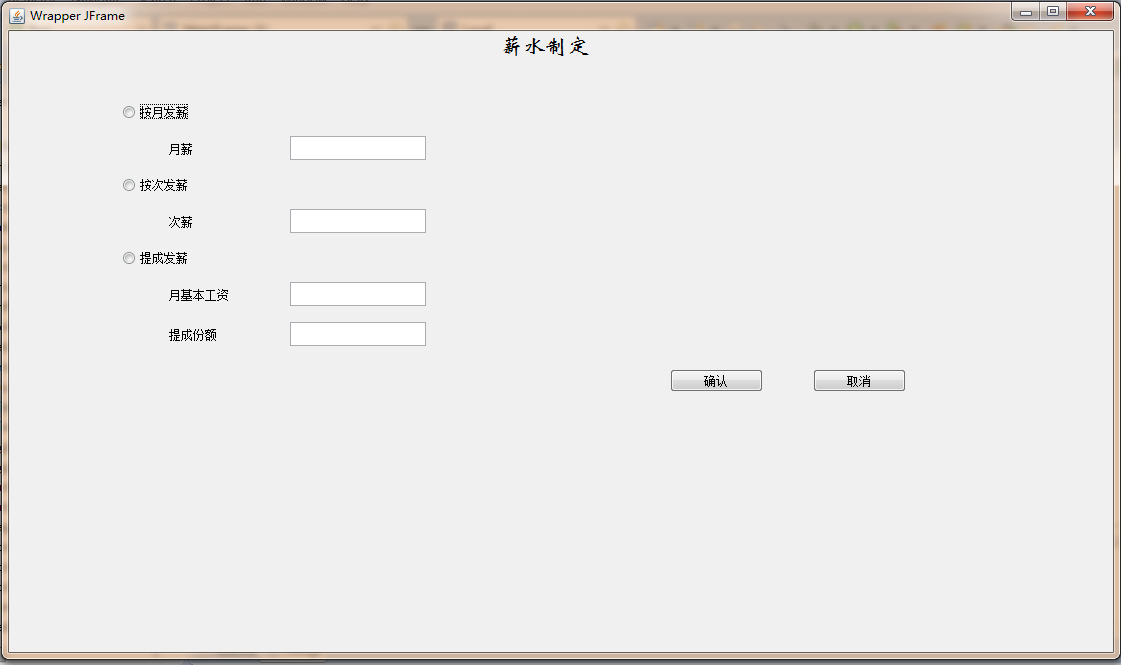 Wrapper JFrame
薪水制定
按月发薪
月薪
按次发薪
次薪
提成发薪
月基本工资
提成份额
确认
取消